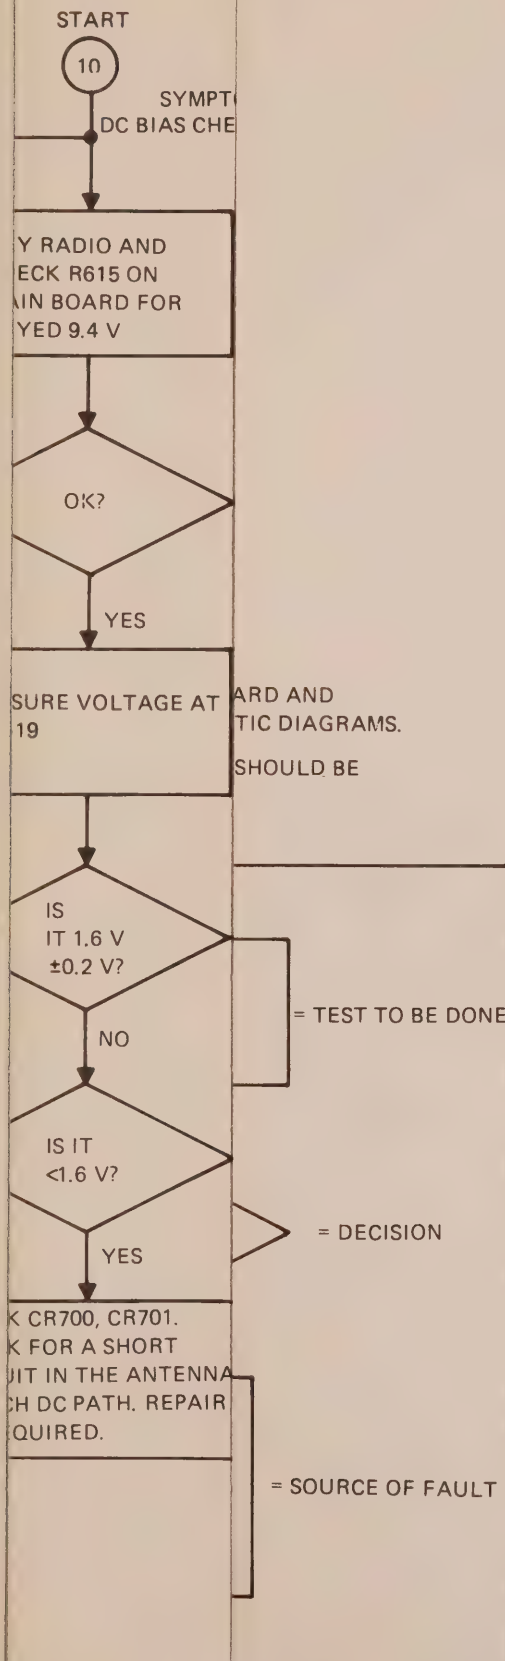 START
10
SYMPT
DC BIAS CHE
Y RADIO AND
ECK R615 ON
AIN BOARD FOR
YED 9.4 V
OK?
YES
SURE VOLTAGE AT
19
ARD AND
TIC DIAGRAMS.
SHOULD BE
IS
IT 1.6 V
±0.2 V?
= TEST TO BE DONE
NO
IS IT
<1.6 V?
= DECISION
YES
K CR700, CR701.
K FOR A SHORT
UIT IN THE ANTENNA
CH DC PATH. REPAIR
QUIRED.
= SOURCE OF FAULT